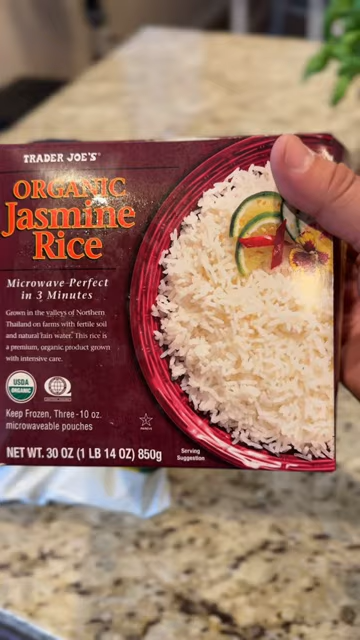 TRADER JOE'S®
ORGANIC
Jasmine
Rice
Microwave Perfect
in 3 Minutes
Grown in the valleys of Northern
Thailand on farms with fertile soil
and natural rain water. This rice is
a premium, organic product grown
with intensive care.
USDA
ORGANIC
Keep Frozen, Three - 10 oz.
microwaveable pouches
NET WT. 30 OZ (1 LB 14 OZ) 850g
Serving
Suggestion